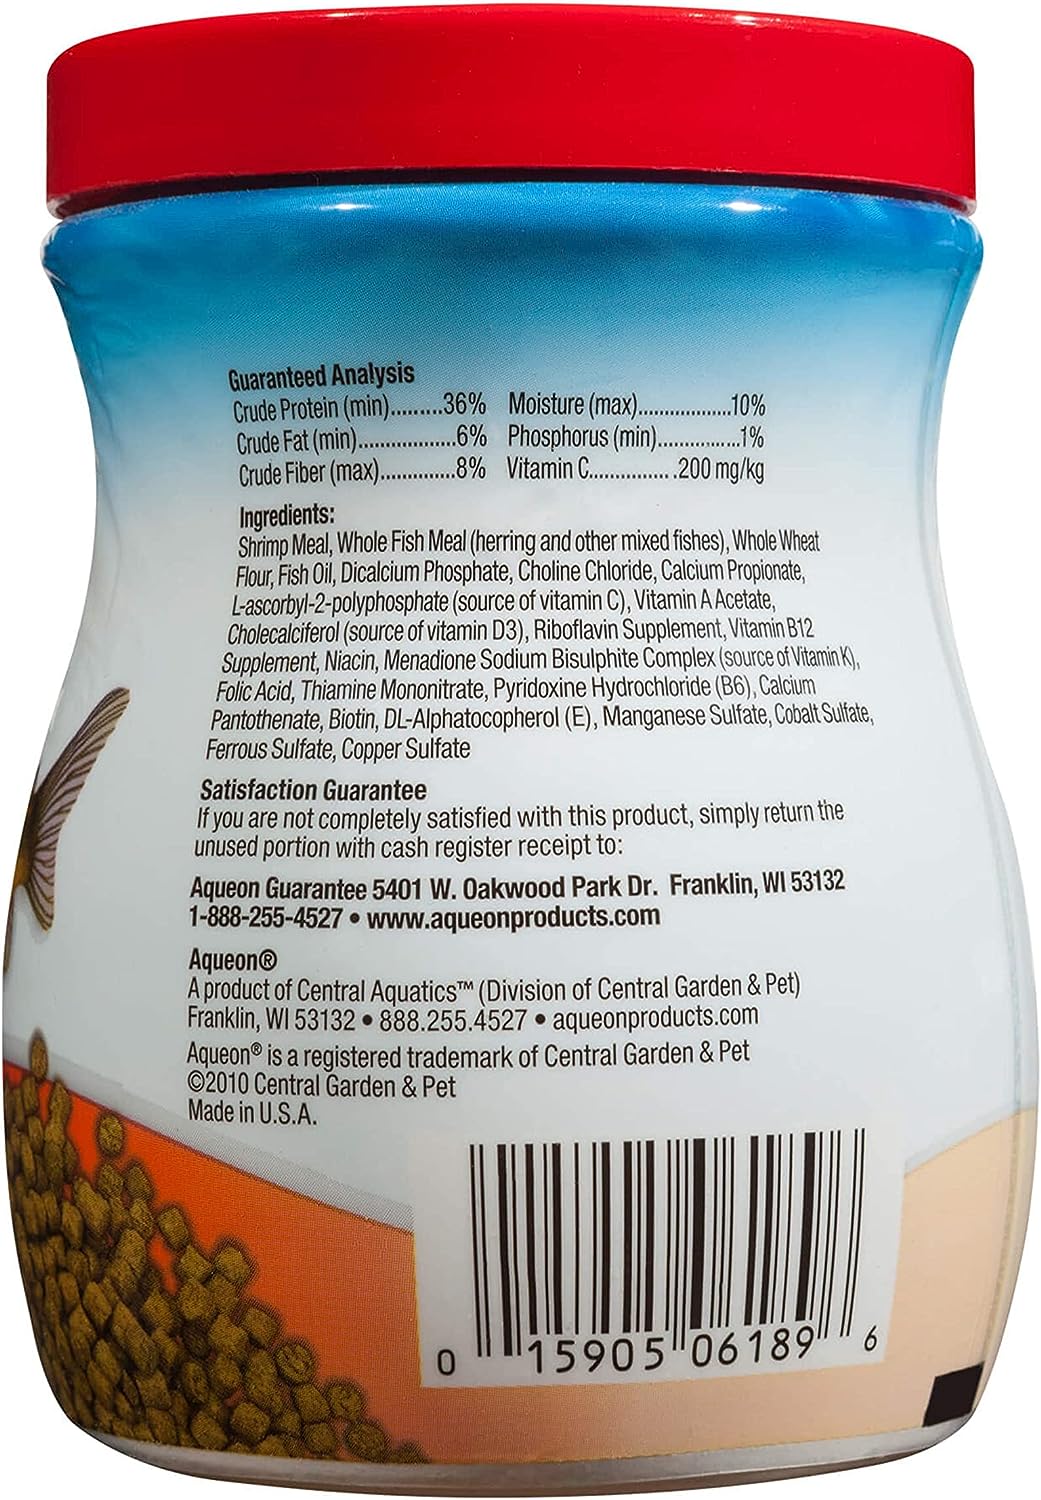 Guaranteed Analysis
Crude Protein (min).........36% Moisture (max)..................10%
Crude Fat (min)..................6% Phosphorus (min)................1%
Crude Fiber (max)..............8% Vitamin C................200 mg/kg
Ingredients:
Shrimp Meal, Whole Fish Meal (herring and other mixed fishes), Whole Wheat
Flour, Fish Oil, Dicalcium Phosphate, Choline Chloride, Calcium Propionate,
L-ascorbyl-2-polyphosphate (source of vitamin C), Vitamin A Acetate,
Cholecalciferol (source of vitamin D3), Riboflavin Supplement, Vitamin B12
Supplement, Niacin, Menadione Sodium Bisulphite Complex (source of Vitamin K),
Folic Acid, Thiamine Mononitrate, Pyridoxine Hydrochloride (B6), Calcium
Pantothenate, Biotin, DL-Alphatocopherol (E), Manganese Sulfate, Cobalt Sulfate,
Ferrous Sulfate, Copper Sulfate
Satisfaction Guarantee
If you are not completely satisfied with this product, simply return the
unused portion with cash register receipt to:
Aqueon Guarantee 5401 W. Oakwood Park Dr. Franklin, WI 53132
1-888-255-4527 • www.aqueonproducts.com
Aqueon®
A product of Central Aquatics™ (Division of Central Garden & Pet)
Franklin, WI 53132 • 888.255.4527 • aqueonproducts.com
Aqueon® is a registered trademark of Central Garden & Pet
©2010 Central Garden & Pet
Made in U.S.A.
0 15905 06189 6